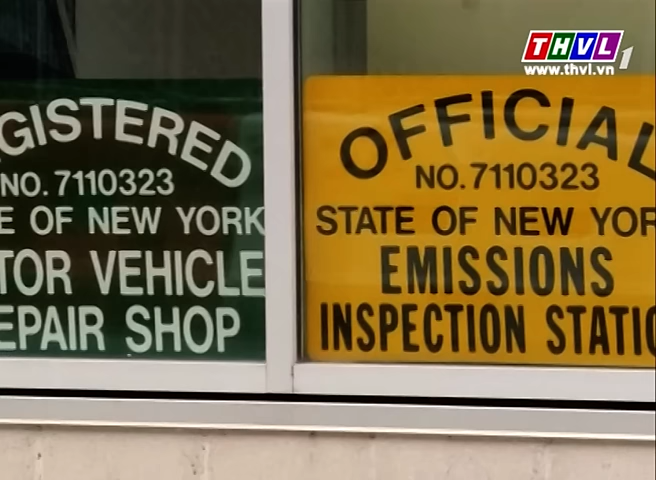 THVL1
www.thvl.vn
GISTERED
NO. 7110323
E OF NEW YORK
TOR VEHICLE
EPAIR SHOP
OFFICIAL
NO. 7110323
STATE OF NEW YOR
EMISSIONS
INSPECTION STATIO